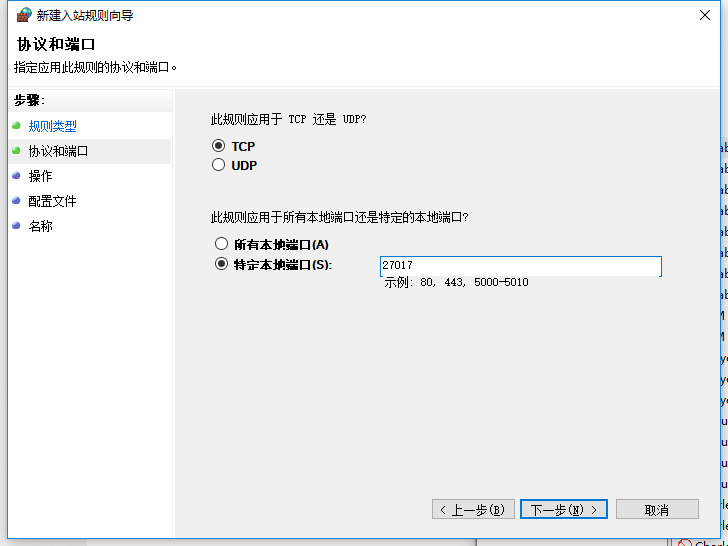 新建入站规则向导
协议和端口
指定应用此规则的协议和端口。
步骤:
规则类型
协议和端口
操作
配置文件
名称
此规则应用于 TCP 还是 UDP?
TCP
UDP
此规则应用于所有本地端口还是特定的本地端口?
所有本地端口(A)
特定本地端口(S):
27017
示例: 80, 443, 5000-5010
< 上一步(B)
下一步(N) >
取消